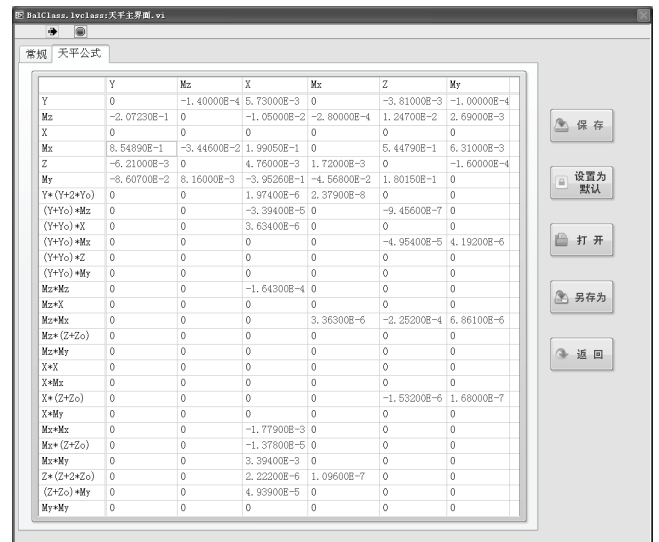 BalClass.lvclass:天平主界面.vi
常规 天平公式
Y Mz X Mx Z My
Y 0 -1.40000E-4 5.73000E-3 0 -3.81000E-3 -1.00000E-4
Mz -2.07230E-1 0 -1.05000E-2 -2.80000E-4 1.24700E-2 2.69000E-3
X 0 0 0 0 0 0
Mx 8.54890E-1 -3.44600E-2 1.99050E-1 0 5.44790E-1 6.31000E-3
Z -6.21000E-3 0 4.76000E-3 1.72000E-3 0 -1.60000E-4
My -8.60700E-2 8.16000E-3 -3.95260E-1 -4.56800E-2 1.80150E-1 0
Y*(Y+2*Yo) 0 0 1.97400E-6 2.37900E-8 0 0
(Y+Yo)*Mz 0 0 -3.39400E-5 0 -9.45600E-7 0
(Y+Yo)*X 0 0 3.63400E-6 0 0 0
(Y+Yo)*Mx 0 0 0 0 -4.95400E-5 4.19200E-6
(Y+Yo)*Z 0 0 0 0 0 0
(Y+Yo)*My 0 0 0 0 0 0
Mz*Mz 0 0 -1.64300E-4 0 0 0
Mz*X 0 0 0 0 0 0
Mz*Mx 0 0 0 3.36300E-6 -2.25200E-4 6.86100E-6
Mz*(Z+Zo) 0 0 0 0 0 0
Mz*My 0 0 0 0 0 0
X*X 0 0 0 0 0 0
X*Mx 0 0 0 0 0 0
X*(Z+Zo) 0 0 0 0 -1.53200E-6 1.68000E-7
X*My 0 0 0 0 0 0
Mx*Mx 0 0 -1.77900E-3 0 0 0
Mx*(Z+Zo) 0 0 -1.37800E-5 0 0 0
Mx*My 0 0 3.39400E-3 0 0 0
Z*(Z+2*Zo) 0 0 2.22200E-6 1.09600E-7 0 0
(Z+Zo)*My 0 0 4.93900E-5 0 0 0
My*My 0 0 0 0 0 0
保存
设置为
默认
打开
另存为
返回